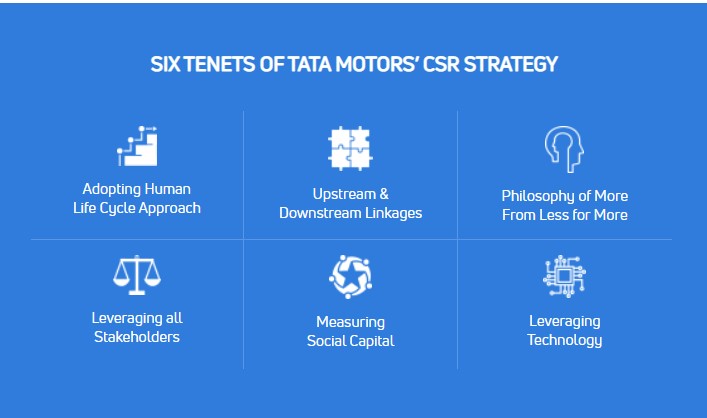 SIX TENETS OF TATA MOTORS' CSR STRATEGY
Adopting Human
Life Cycle Approach
Upstream &
Downstream Linkages
Philosophy of More
From Less for More
Leveraging all
Stakeholders
Measuring
Social Capital
Leveraging
Technology